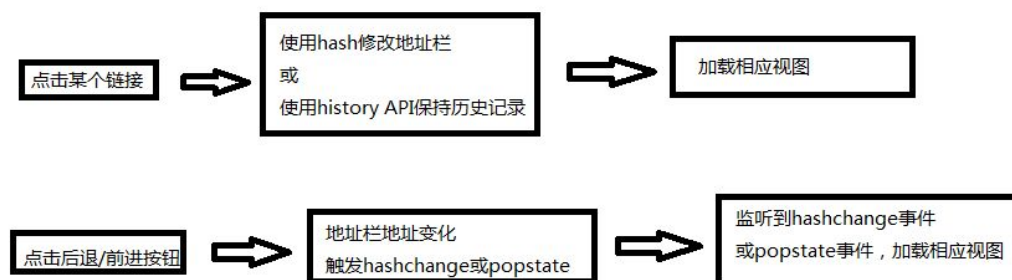 点击某个链接
使用hash修改地址栏
或
使用history API保持历史记录
加载相应视图
点击后退/前进按钮
地址栏地址变化
触发hashchange或popstate
监听到hashchange事件
或popstate事件，加载相应视图